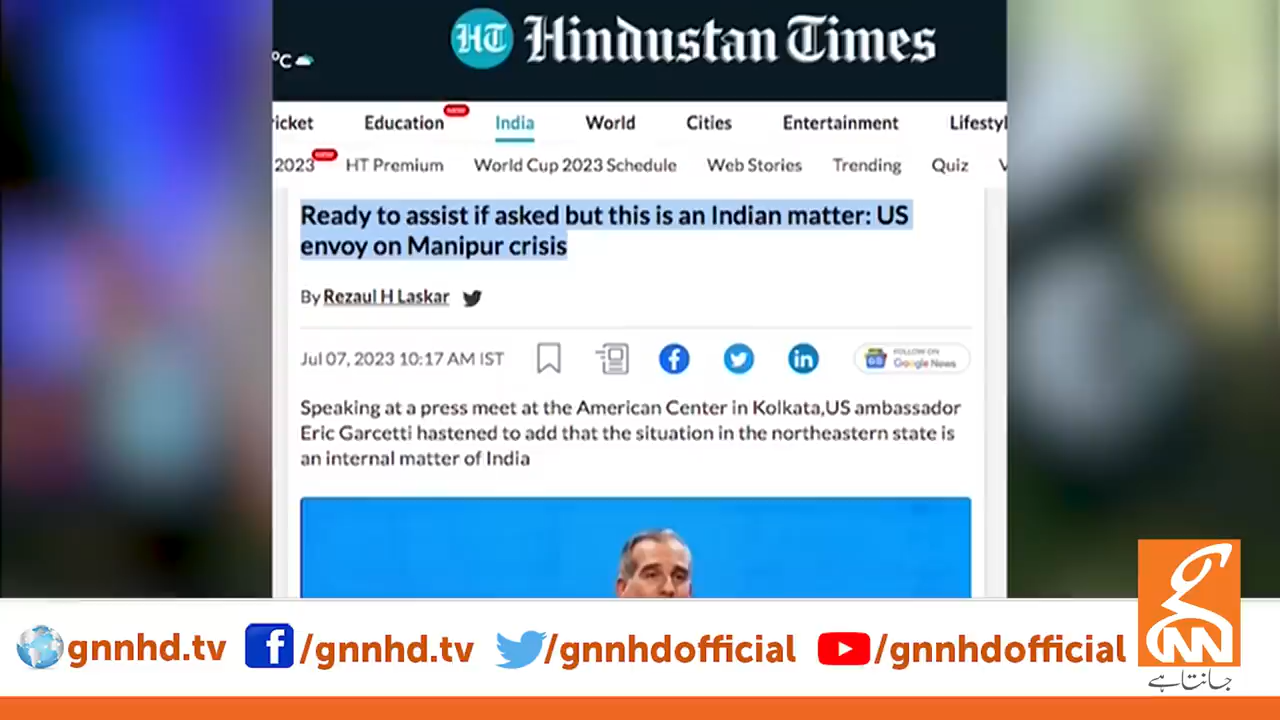 HT Hindustan Times
°C
ricket Education NEW India World Cities Entertainment Lifestyl
2023 NEW HT Premium World Cup 2023 Schedule Web Stories Trending Quiz V
Ready to assist if asked but this is an Indian matter: US
envoy on Manipur crisis
By Rezaul H Laskar
Jul 07, 2023 10:17 AM IST
FOLLOW ON
Google News
Speaking at a press meet at the American Center in Kolkata,US ambassador
Eric Garcetti hastened to add that the situation in the northeastern state is
an internal matter of India
gnnhd.tv /gnnhd.tv /gnnhdofficial /gnnhdofficial
GNN
جانتا ہے